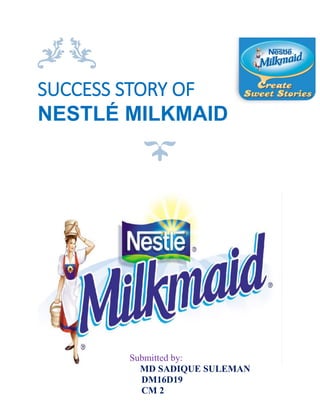 Nestlé
Milkmaid
Create
Sweet Stories
SUCCESS STORY OF
NESTLÉ MILKMAID
Nestlé®
Milkmaid®
®
Submitted by:
MD SADIQUE SULEMAN
DM16D19
CM 2